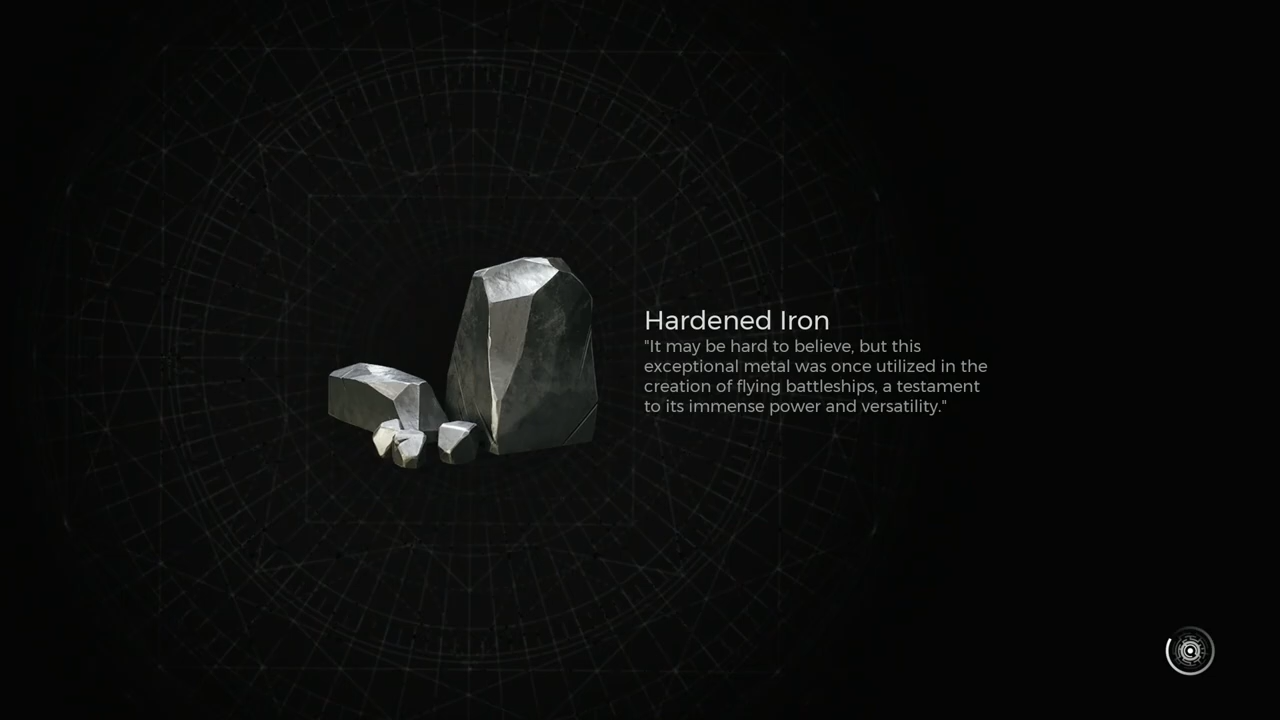 Hardened Iron
"It may be hard to believe, but this
exceptional metal was once utilized in the
creation of flying battleships, a testament
to its immense power and versatility."